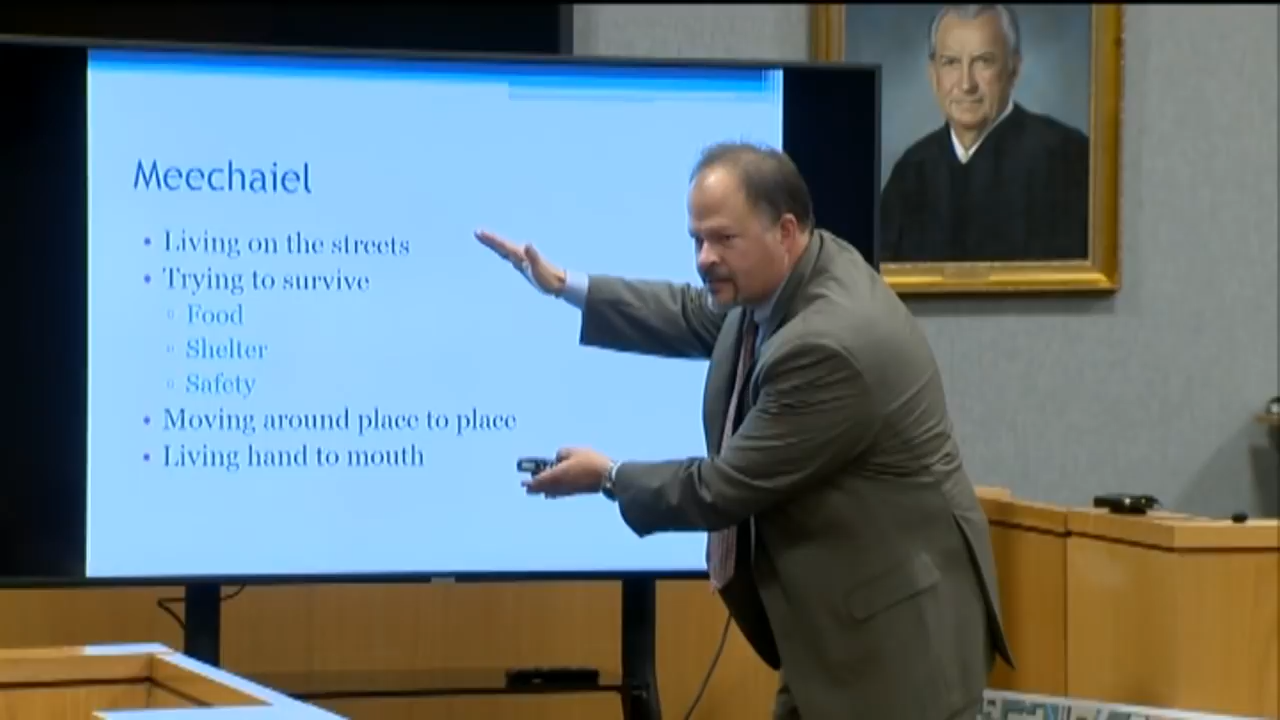 Meechaiel
• Living on the streets
• Trying to survive
▫ Food
▫ Shelter
▫ Safety
• Moving around place to place
• Living hand to mouth